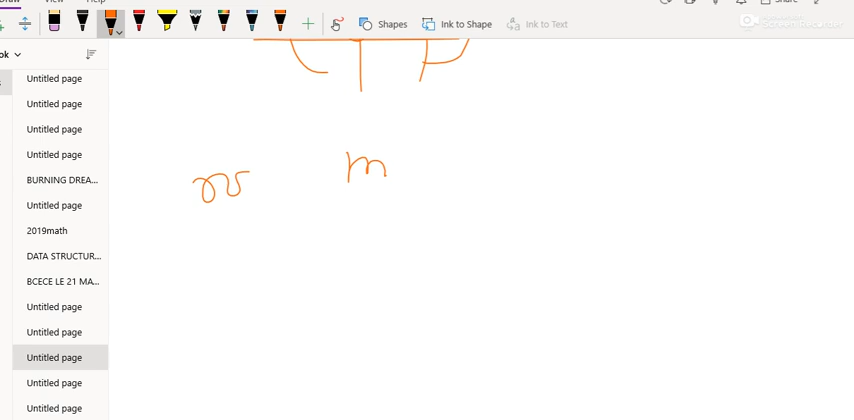 Draw
Help
Share
Shapes
Ink to Shape
Ink to Text
Screen Recorder
ok
Untitled page
Untitled page
Untitled page
Untitled page
BURNING DREA...
Untitled page
2019math
DATA STRUCTUR...
BCECE LE 21 MA...
Untitled page
Untitled page
Untitled page
Untitled page
Untitled page
m